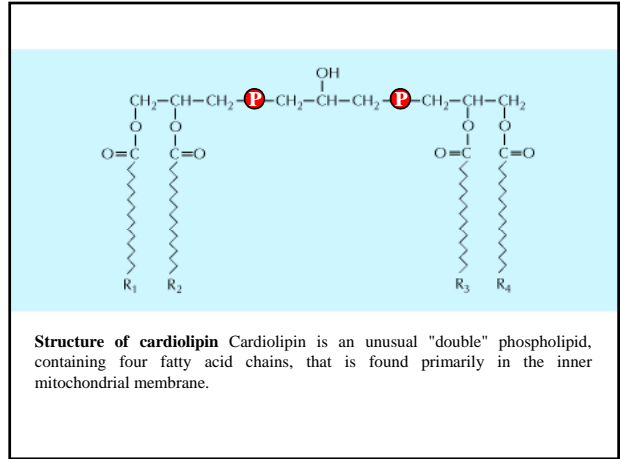 OH
CH₂–CH–CH₂–P–CH₂–CH–CH₂–P–CH₂–CH–CH₂
O O O O
O=C C=O O=C C=O
R₁ R₂ R₃ R₄
Structure of cardiolipin Cardiolipin is an unusual "double" phospholipid,
containing four fatty acid chains, that is found primarily in the inner
mitochondrial membrane.